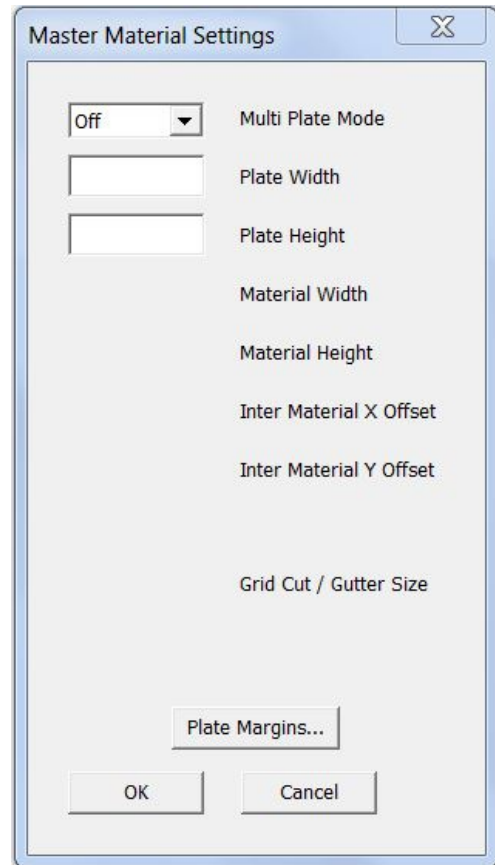 Master Material Settings
Off Multi Plate Mode
Plate Width
Plate Height
Material Width
Material Height
Inter Material X Offset
Inter Material Y Offset
Grid Cut / Gutter Size
Plate Margins...
OK Cancel